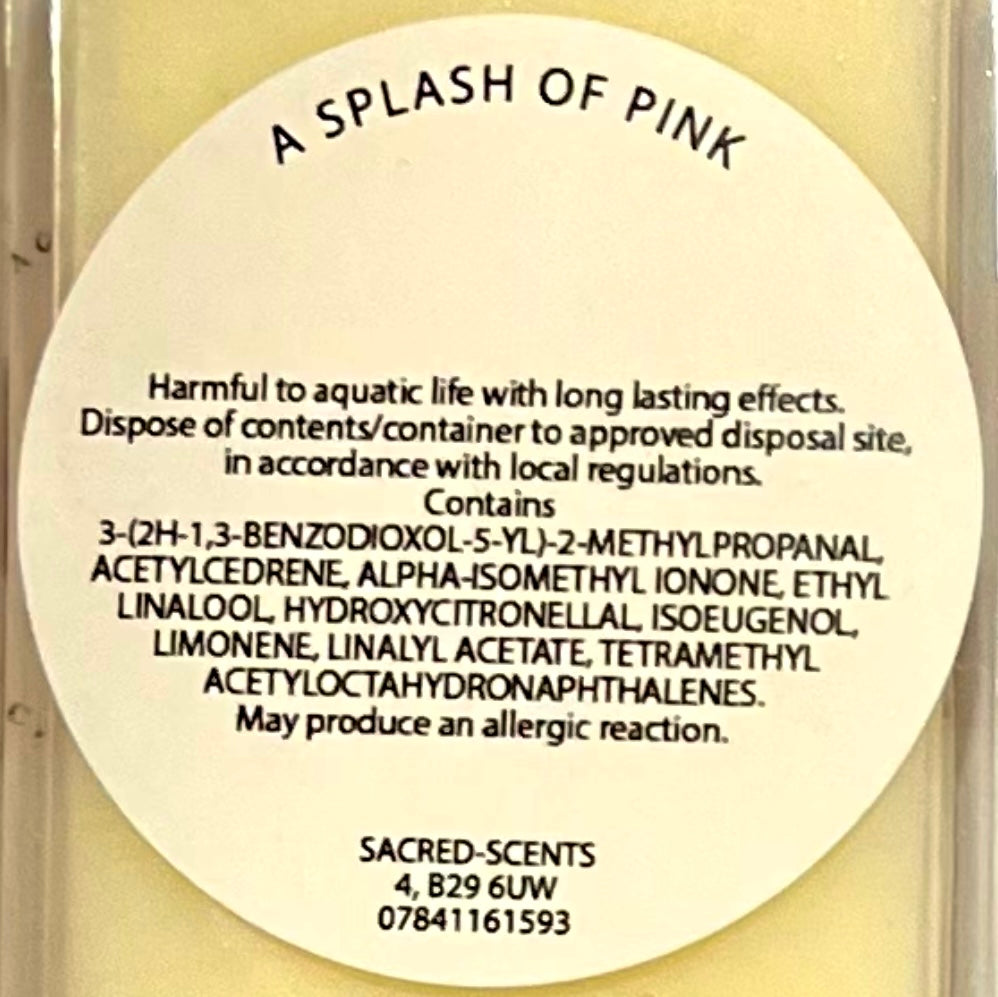 A SPLASH OF PINK
Harmful to aquatic life with long lasting effects.
Dispose of contents/container to approved disposal site,
in accordance with local regulations.
Contains
3-(2H-1,3-BENZODIOXOL-5-YL)-2-METHYLPROPANAL,
ACETYLCEDRENE, ALPHA-ISOMETHYL IONONE, ETHYL
LINALOOL, HYDROXYCITRONELLAL, ISOEUGENOL,
LIMONENE, LINALYL ACETATE, TETRAMETHYL
ACETYLOCTAHYDRONAPHTHALENES.
May produce an allergic reaction.
SACRED-SCENTS
4, B29 6UW
07841161593